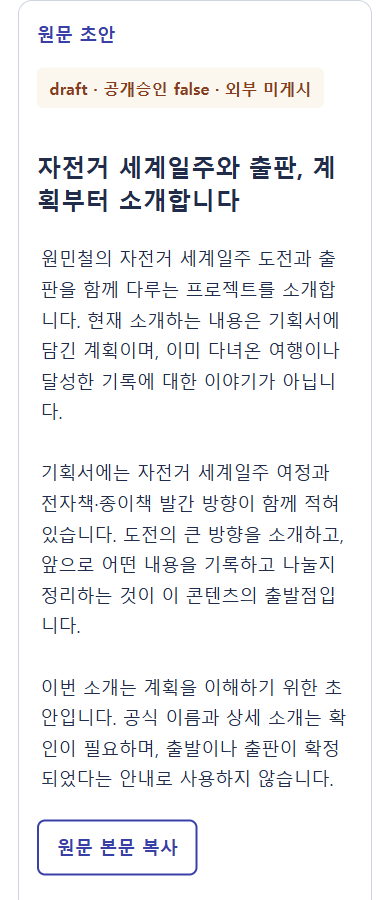 원문 초안
draft · 공개승인 false · 외부 미게시
자전거 세계일주와 출판, 계
획부터 소개합니다
원민철의 자전거 세계일주 도전과 출
판을 함께 다루는 프로젝트를 소개합
니다. 현재 소개하는 내용은 기획서에
담긴 계획이며, 이미 다녀온 여행이나
달성한 기록에 대한 이야기가 아닙니
다.
기획서에는 자전거 세계일주 여정과
전자책·종이책 발간 방향이 함께 적혀
있습니다. 도전의 큰 방향을 소개하고,
앞으로 어떤 내용을 기록하고 나눌지
정리하는 것이 이 콘텐츠의 출발점입
니다.
이번 소개는 계획을 이해하기 위한 초
안입니다. 공식 이름과 상세 소개는 확
인이 필요하며, 출발이나 출판이 확정
되었다는 안내로 사용하지 않습니다.
원문 본문 복사